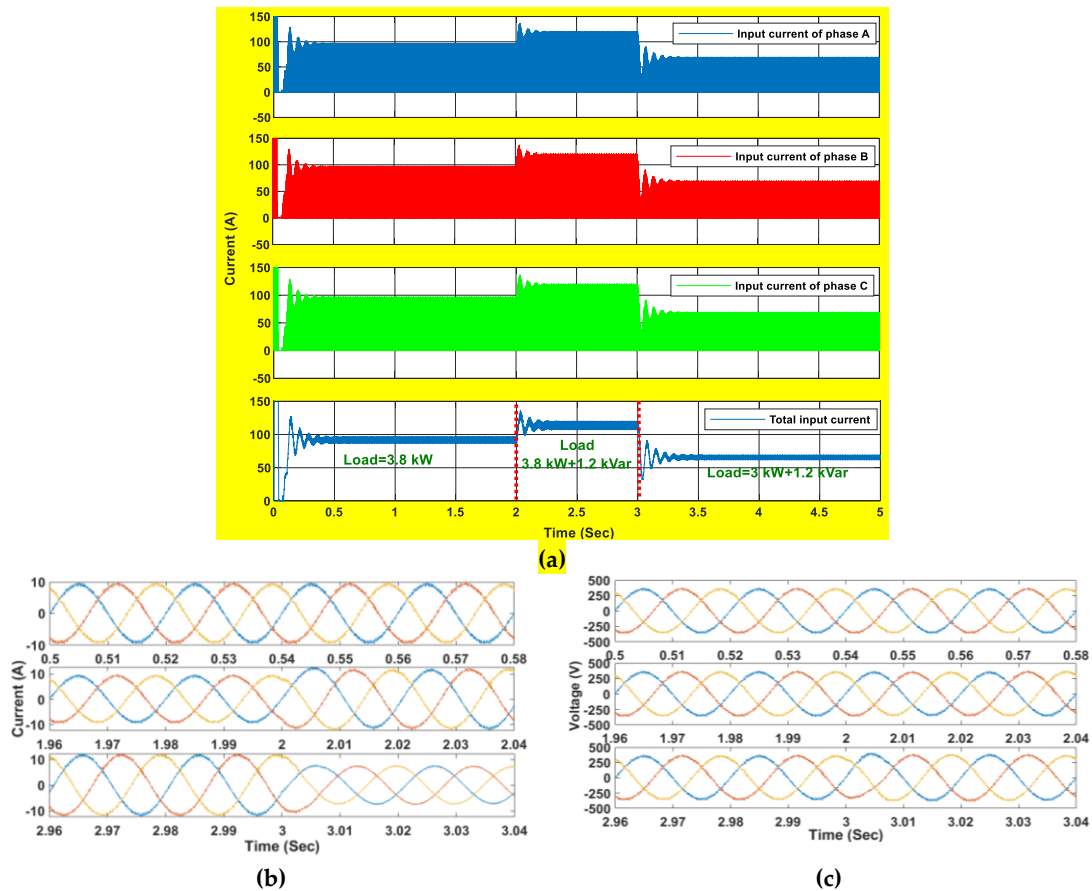 150
100
50
0
-50
Input current of phase A
150
100
50
0
-50
Input current of phase B
Current (A)
150
100
50
0
-50
Input current of phase C
150
100
50
0
Total input current
Load=3.8 kW
Load
3.8 kW+1.2 kVar
Load=3 kW+1.2 kVar
0 0.5 1 1.5 2 2.5 3 3.5 4 4.5 5
Time (Sec)
(a)
10
0
-10
0.5 0.51 0.52 0.53 0.54 0.55 0.56 0.57 0.58
Current (A)
10
0
-10
1.96 1.97 1.98 1.99 2 2.01 2.02 2.03 2.04
10
0
-10
2.96 2.97 2.98 2.99 3 3.01 3.02 3.03 3.04
Time (Sec)
(b)
500
250
0
-250
-500
0.5 0.51 0.52 0.53 0.54 0.55 0.56 0.57 0.58
Voltage (V)
500
250
0
-250
-500
1.96 1.97 1.98 1.99 2 2.01 2.02 2.03 2.04
500
250
0
-250
-500
2.96 2.97 2.98 2.99 3 3.01 3.02 3.03 3.04
Time (Sec)
(c)